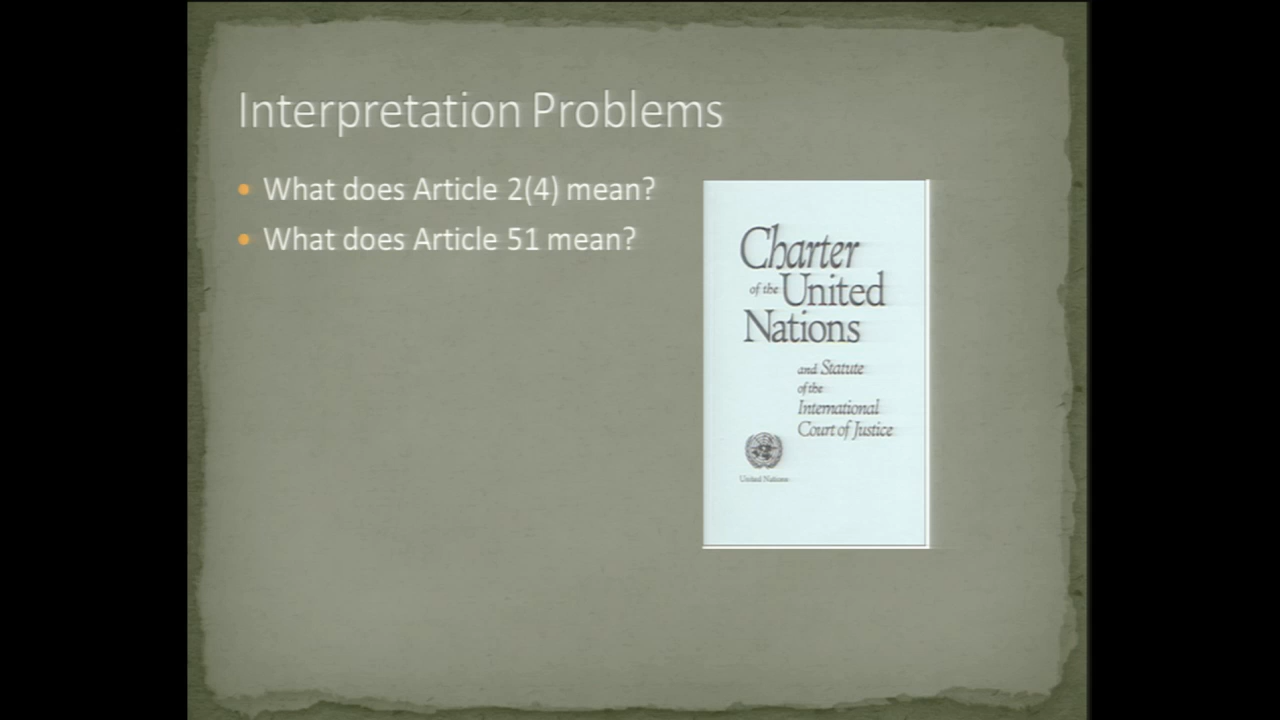 Interpretation Problems
• What does Article 2(4) mean?
• What does Article 51 mean?
Charter
of the United
Nations
and Statute
of the
International
Court of Justice
United Nations